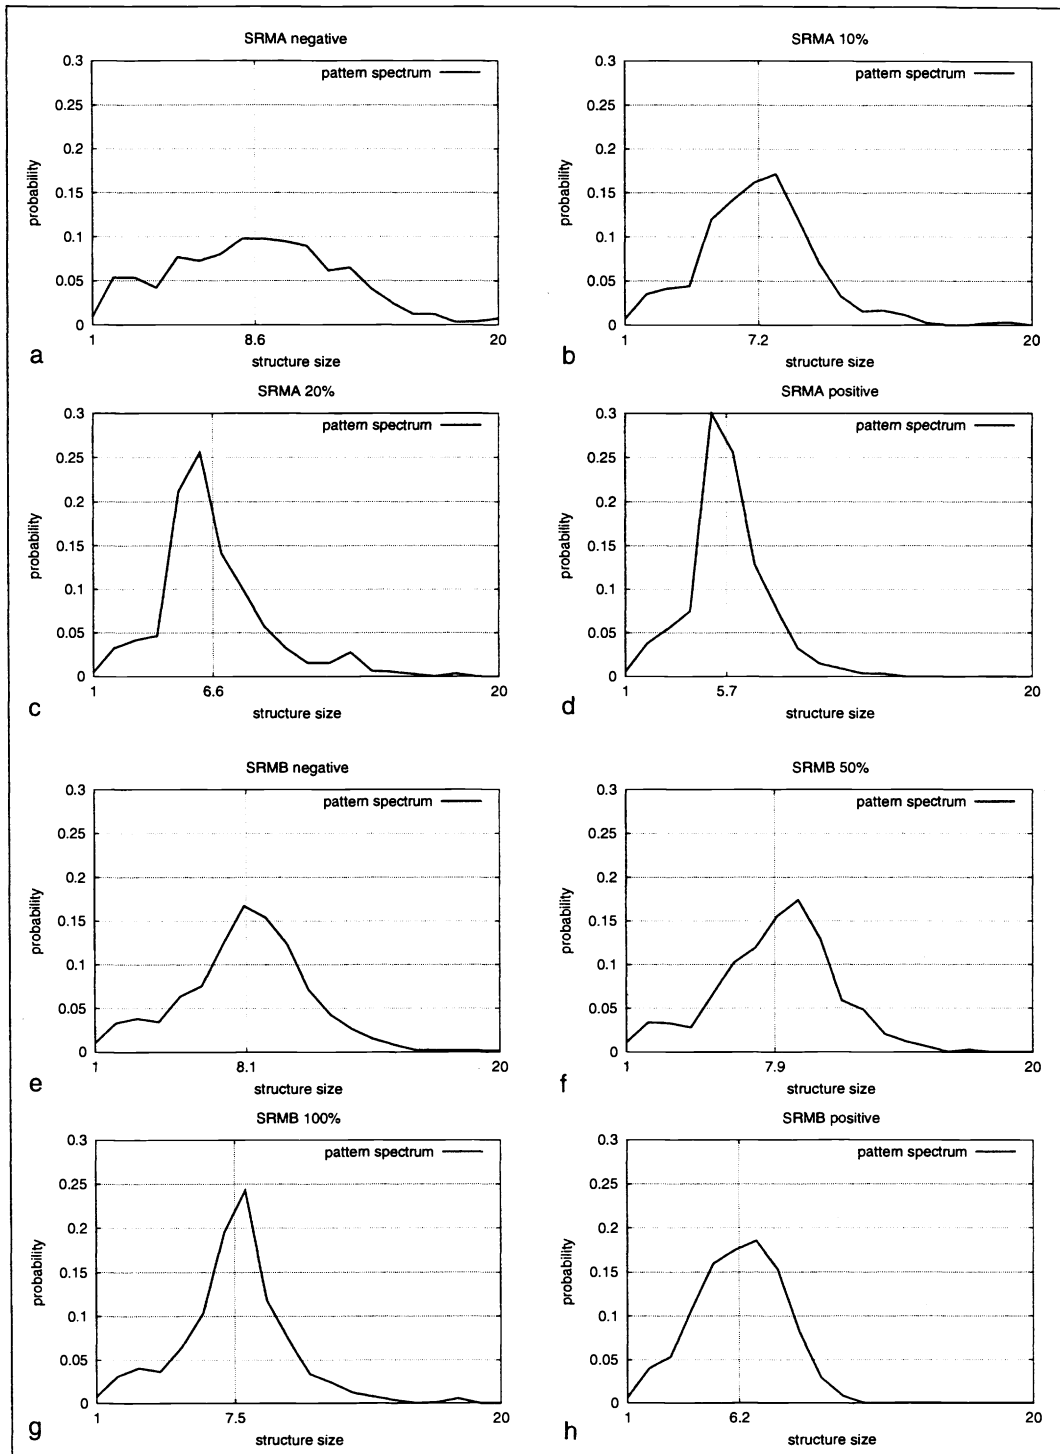 SRMA negative
pattern spectrum
0.3
0.25
0.2
0.15
0.1
0.05
0
probability
1
8.6
20
structure size
a
SRMA 10%
pattern spectrum
0.3
0.25
0.2
0.15
0.1
0.05
0
probability
1
7.2
20
structure size
b
SRMA 20%
pattern spectrum
0.3
0.25
0.2
0.15
0.1
0.05
0
probability
1
6.6
20
structure size
c
SRMA positive
pattern spectrum
0.3
0.25
0.2
0.15
0.1
0.05
0
probability
1
5.7
20
structure size
d
SRMB negative
pattern spectrum
0.3
0.25
0.2
0.15
0.1
0.05
0
probability
1
8.1
20
structure size
e
SRMB 50%
pattern spectrum
0.3
0.25
0.2
0.15
0.1
0.05
0
probability
1
7.9
20
structure size
f
SRMB 100%
pattern spectrum
0.3
0.25
0.2
0.15
0.1
0.05
0
probability
1
7.5
20
structure size
g
SRMB positive
pattern spectrum
0.3
0.25
0.2
0.15
0.1
0.05
0
probability
1
6.2
20
structure size
h